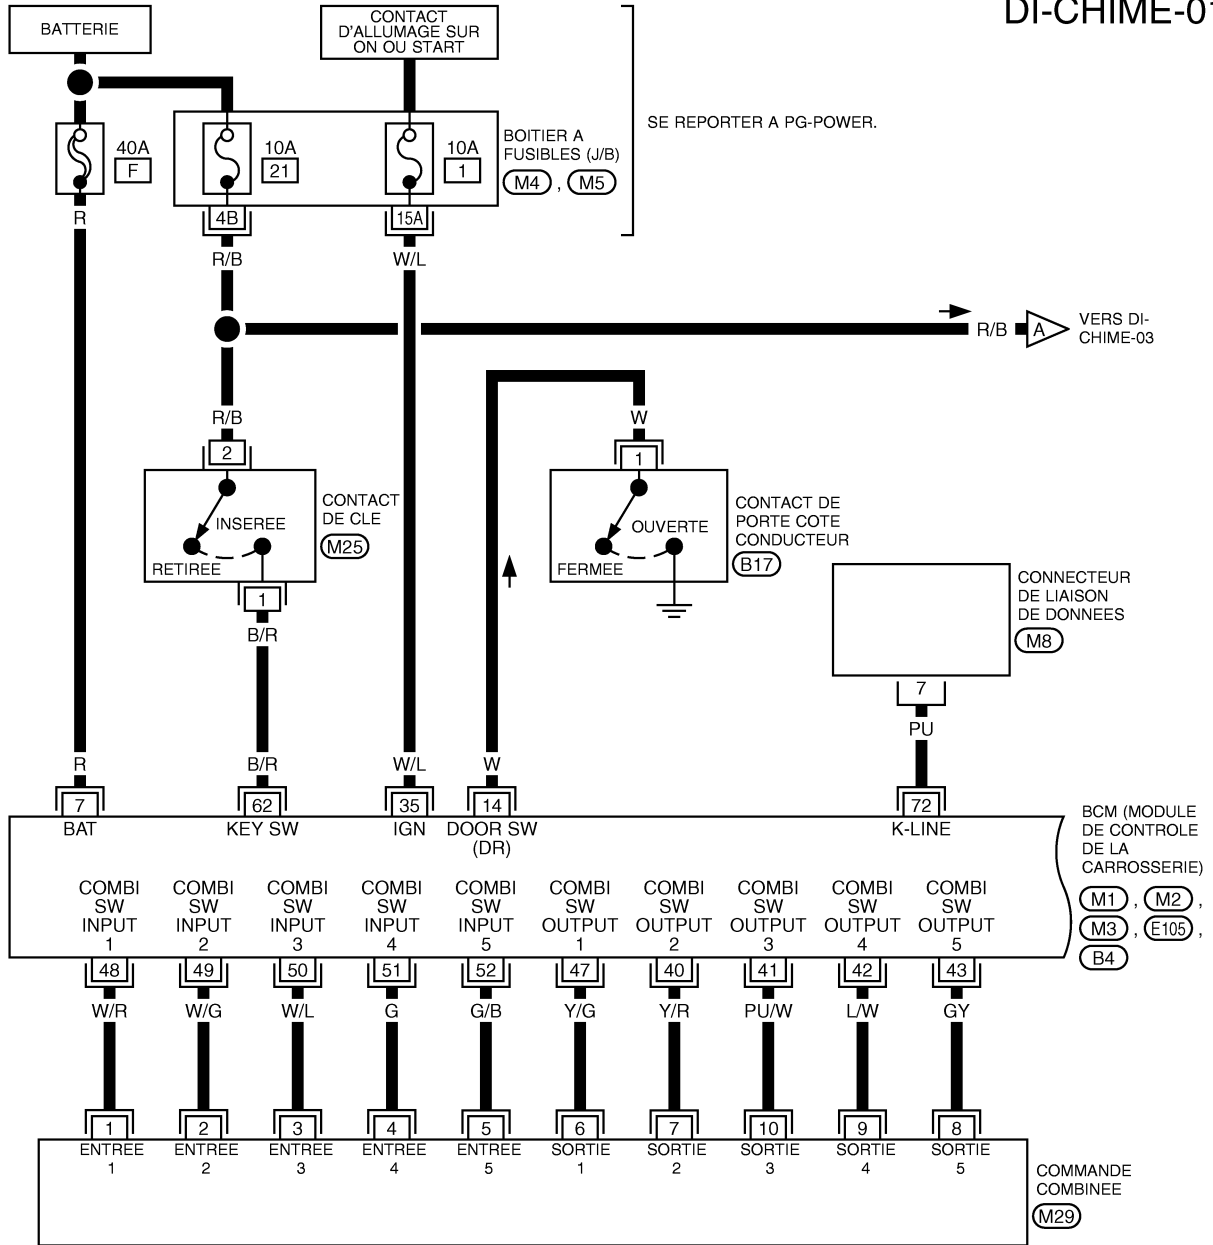 DI-CHIME-01
BATTERIE
CONTACT
D'ALLUMAGE SUR
ON OU START
SE REPORTER A PG-POWER.
40A
F
10A
21
10A
1
BOITIER A
FUSIBLES (J/B)
M4 , M5
R
4B
15A
R/B
W/L
R/B
A
VERS DI-
CHIME-03
R/B
W
2
1
CONTACT
DE CLE
M25
INSEREE
RETIREE
CONTACT DE
PORTE COTE
CONDUCTEUR
B17
OUVERTE
FERMEE
1
B/R
CONNECTEUR
DE LIAISON
DE DONNEES
M8
7
PU
R
B/R
W/L
W
7
62
35
14
72
BAT
KEY SW
IGN
DOOR SW
(DR)
K-LINE
BCM (MODULE
DE CONTROLE
DE LA
CARROSSERIE)
M1 , M2 ,
M3 , E105 ,
B4
COMBI COMBI COMBI COMBI COMBI COMBI COMBI COMBI COMBI COMBI
SW SW SW SW SW SW SW SW SW SW
INPUT INPUT INPUT INPUT INPUT OUTPUT OUTPUT OUTPUT OUTPUT OUTPUT
1 2 3 4 5 1 2 3 4 5
48 49 50 51 52 47 40 41 42 43
W/R W/G W/L G G/B Y/G Y/R PU/W L/W GY
1 2 3 4 5 6 7 10 9 8
ENTREE ENTREE ENTREE ENTREE ENTREE SORTIE SORTIE SORTIE SORTIE SORTIE
1 2 3 4 5 1 2 3 4 5
COMMANDE
COMBINEE
M29